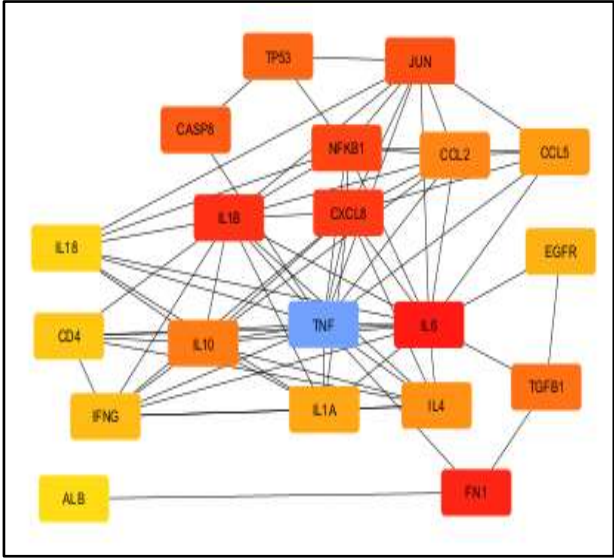 TP53
JUN
CASP8
NFKB1
CCL2
CCL5
IL1B
CXCL8
IL18
EGFR
CD4
IL10
TNF
IL6
IFNG
IL1A
IL4
TGFB1
ALB
FN1